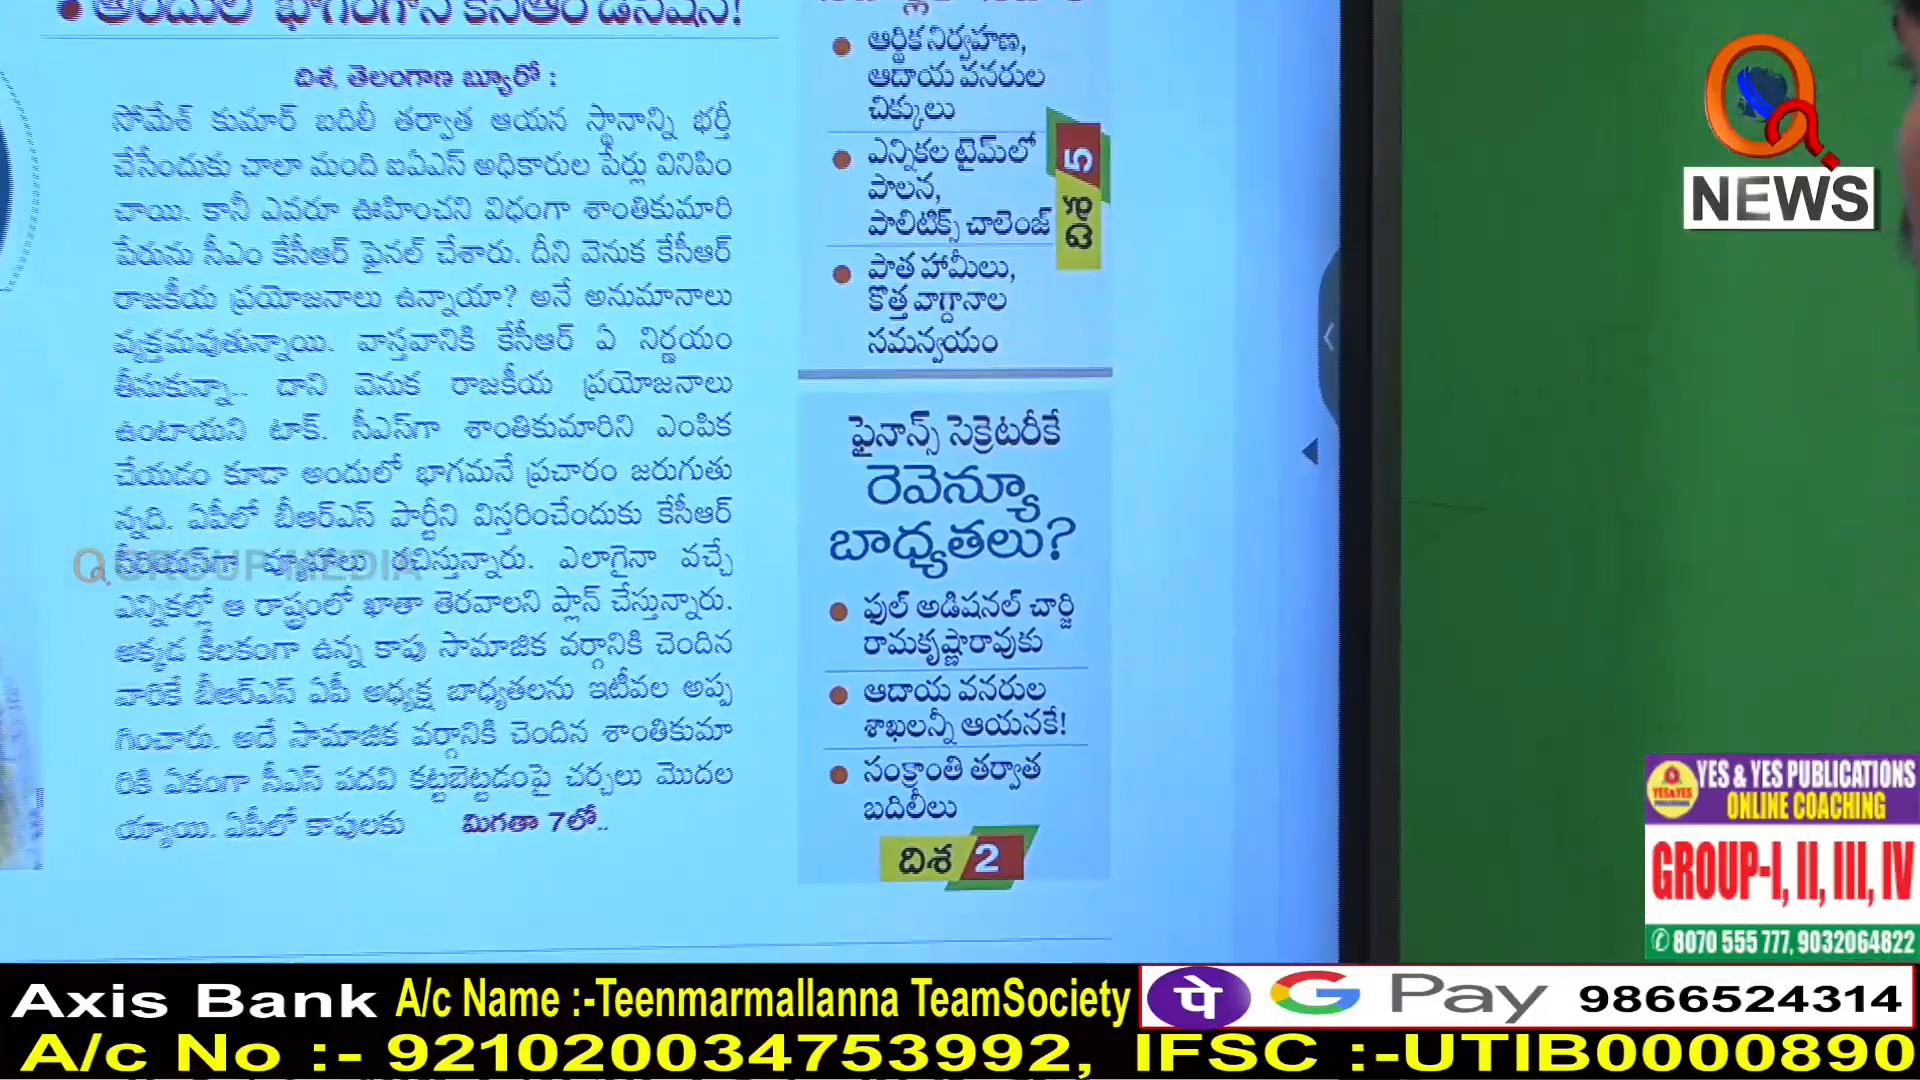 దిశ, తెలంగాణ బ్యూరో :
సోమేశ్ కుమార్ బదిలీ తర్వాత ఆయన స్థానాన్ని భర్తీ
చేసేందుకు చాలా మంది ఐఏఎస్ అధికారుల పేర్లు వినిపిం
చాయి. కానీ ఎవరూ ఊహించని విధంగా శాంతికుమారి
పేరును సీఎం కేసీఆర్ ఫైనల్ చేశారు. దీని వెనుక కేసీఆర్
రాజకీయ ప్రయోజనాలు ఉన్నాయా? అనే అనుమానాలు
వ్యక్తమవుతున్నాయి. వాస్తవానికి కేసీఆర్ ఏ నిర్ణయం
తీసుకున్నా.. దాని వెనుక రాజకీయ ప్రయోజనాలు
ఉంటాయని టాక్. సీఎస్‌గా శాంతికుమారిని ఎంపిక
చేయడం కూడా అందులో భాగమనే ప్రచారం జరుగుతు
న్నది. ఏపీలో బీఆర్ఎస్ పార్టీని విస్తరించేందుకు కేసీఆర్
సీరియస్‌గా వ్యూహాలు రచిస్తున్నారు. ఎలాగైనా వచ్చే
ఎన్నికల్లో ఆ రాష్ట్రంలో ఖాతా తెరవాలని ప్లాన్ చేస్తున్నారు.
అక్కడ కీలకంగా ఉన్న కాపు సామాజిక వర్గానికి చెందిన
వారికే బీఆర్ఎస్ ఏపీ అధ్యక్ష బాధ్యతలను ఇటీవల అప్ప
గించారు. అదే సామాజిక వర్గానికి చెందిన శాంతికుమా
రికి ఏకంగా సీఎస్ పదవి కట్టబెట్టడంపై చర్చలు మొదల
య్యాయి. ఏపీలో కాపులకు మిగతా 7లో..
Q GROUP MEDIA
ఆర్థిక నిర్వహణ,
ఆదాయ వనరుల
చిక్కులు
ఎన్నికల టైమ్‌లో
పాలన,
పాలిటిక్స్ చాలెంజ్
పాత హామీలు,
కొత్త వాగ్దానాల
సమన్వయం
దిశ 5
ఫైనాన్స్ సెక్రెటరీకే
రెవెన్యూ
బాధ్యతలు?
ఫుల్ అడిషనల్ చార్జి
రామకృష్ణారావుకు
ఆదాయ వనరుల
శాఖలన్నీ ఆయనకే!
సంక్రాంతి తర్వాత
బదిలీలు
దిశ 2
Q
NEWS
YES & YES PUBLICATIONS
ONLINE COACHING
GROUP-I, II, III, IV
8070 555 777, 9032064822
Axis Bank A/c Name :-Teenmarmallanna TeamSociety
पे G Pay 9866524314
A/c No :- 921020034753992, IFSC :-UTIB0000890